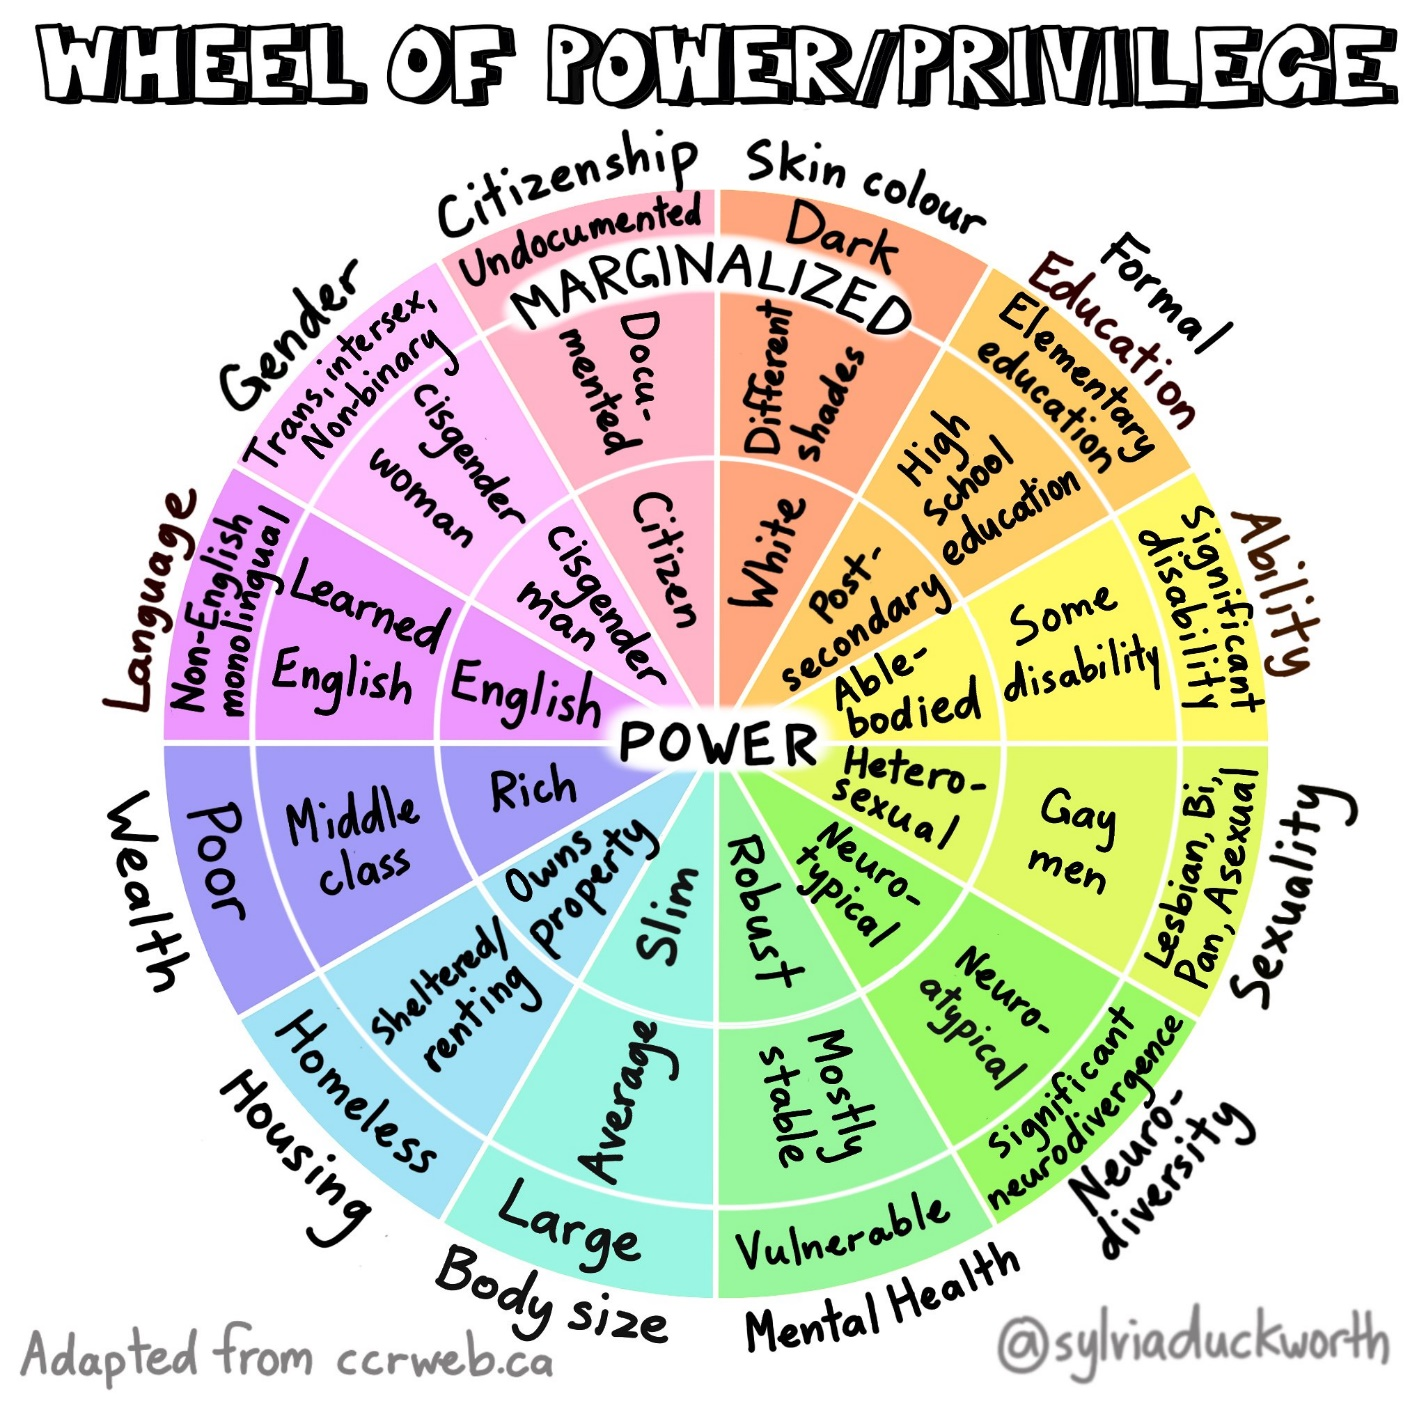 WHEEL OF POWER/PRIVILEGE
Citizenship
Undocumented
Docu-
mented
Citizen
Skin colour
Dark
Different
shades
White
Formal
Education
Elementary
education
High
school
education
Post-
secondary
Ability
Significant
disability
Some
disability
Able-
bodied
Sexuality
Lesbian, Bi,
Pan, Asexual
Gay
men
Hetero-
sexual
Neuro-
diversity
Significant
neurodivergence
Neuro-
atypical
Neuro-
typical
Mental Health
Vulnerable
Mostly
stable
Robust
Body size
Large
Average
Slim
Housing
Homeless
Sheltered/
renting
Owns
property
Wealth
Poor
Middle
class
Rich
Language
Non-English
monolingual
Learned
English
English
Gender
Trans, intersex,
Non-binary
Cisgender
woman
Cisgender
man
MARGINALIZED
POWER
Adapted from ccrweb.ca
@sylviaduckworth